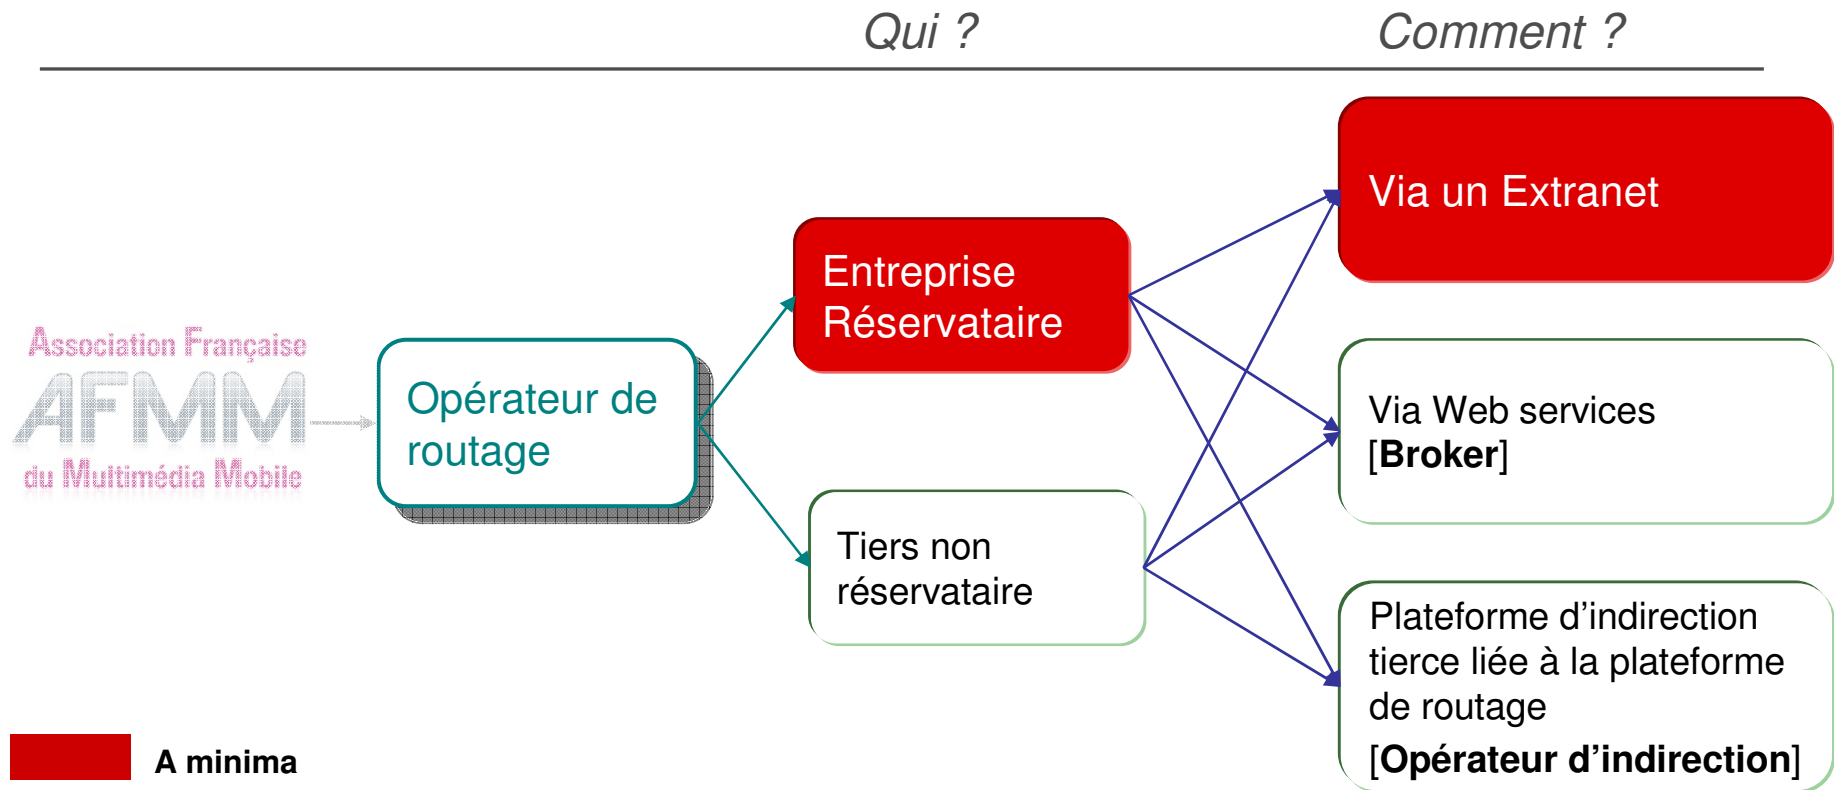 Qui ?
Comment ?
Via un Extranet
Entreprise
Réservataire
Association Française
AFMM
du Multimédia Mobile
Opérateur de
routage
Via Web services
[Broker]
Tiers non
réservataire
Plateforme d’indirection
tierce liée à la plateforme
de routage
[Opérateur d’indirection]
A minima